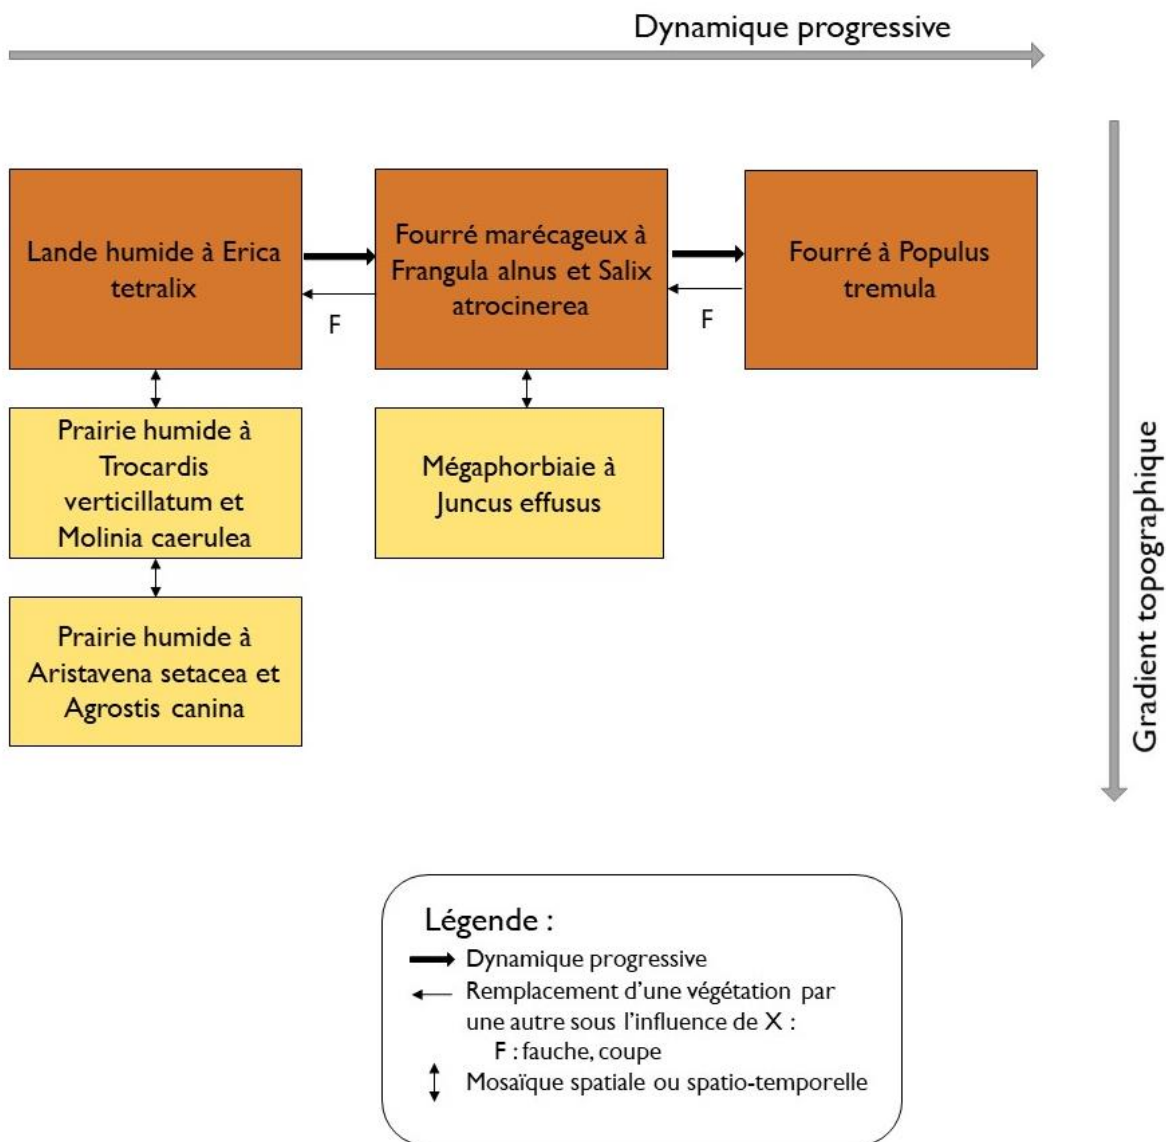 Dynamique progressive
Lande humide à Erica
tetralix
F
Fourré marécageux à
Frangula alnus et Salix
atrocinerea
F
Fourré à Populus
tremula
Prairie humide à
Trocardis
verticillatum et
Molinia caerulea
Mégaphorbiaie à
Juncus effusus
Prairie humide à
Aristavena setacea et
Agrostis canina
Gradient topographique
Légende :
Dynamique progressive
Remplacement d’une végétation par
une autre sous l’influence de X :
F : fauche, coupe
Mosaïque spatiale ou spatio-temporelle